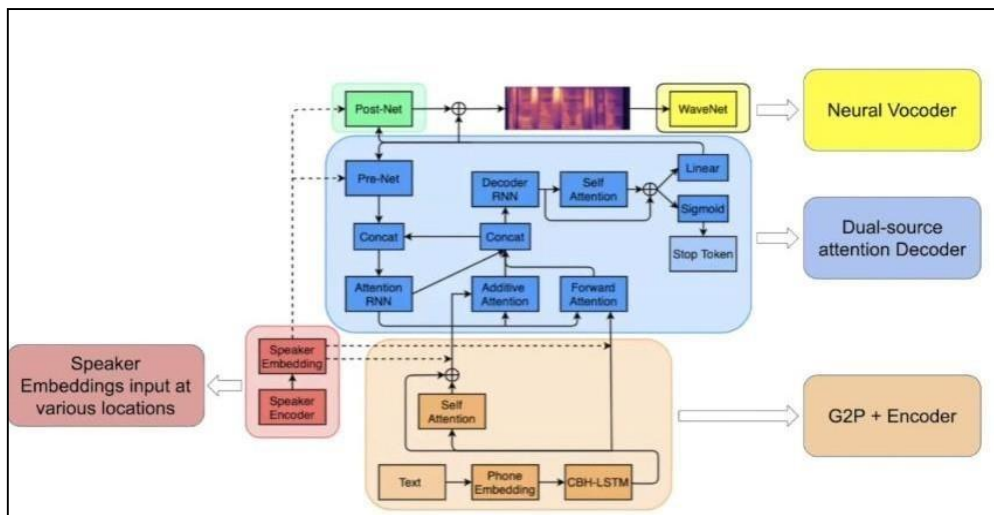 Post-Net
WaveNet
Neural Vocoder
Pre-Net
Decoder
RNN
Self
Attention
Linear
Sigmoid
Concat
Concat
Stop Token
Dual-source
attention Decoder
Attention
RNN
Additive
Attention
Forward
Attention
Speaker
Embeddings input at
various locations
Speaker
Embedding
Speaker
Encoder
Self
Attention
G2P + Encoder
Text
Phone
Embedding
CBH-LSTM